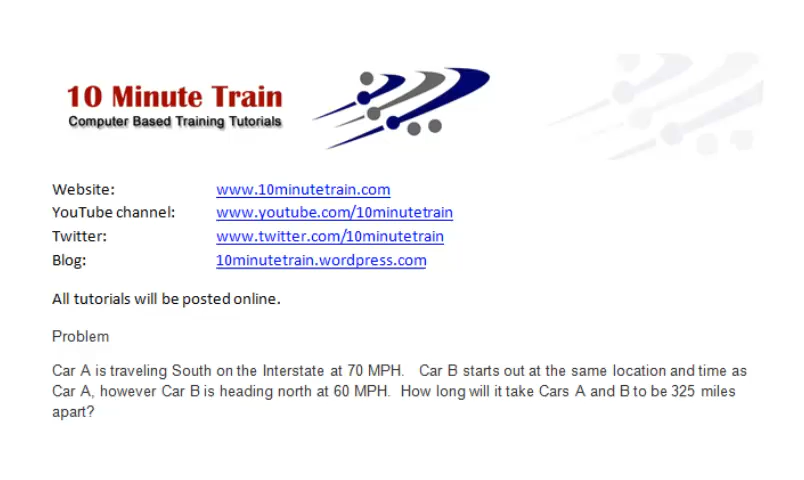 10 Minute Train
Computer Based Training Tutorials
Website: www.10minutetrain.com
YouTube channel: www.youtube.com/10minutetrain
Twitter: www.twitter.com/10minutetrain
Blog: 10minutetrain.wordpress.com
All tutorials will be posted online.
Problem
Car A is traveling South on the Interstate at 70 MPH. Car B starts out at the same location and time as
Car A, however Car B is heading north at 60 MPH. How long will it take Cars A and B to be 325 miles
apart?